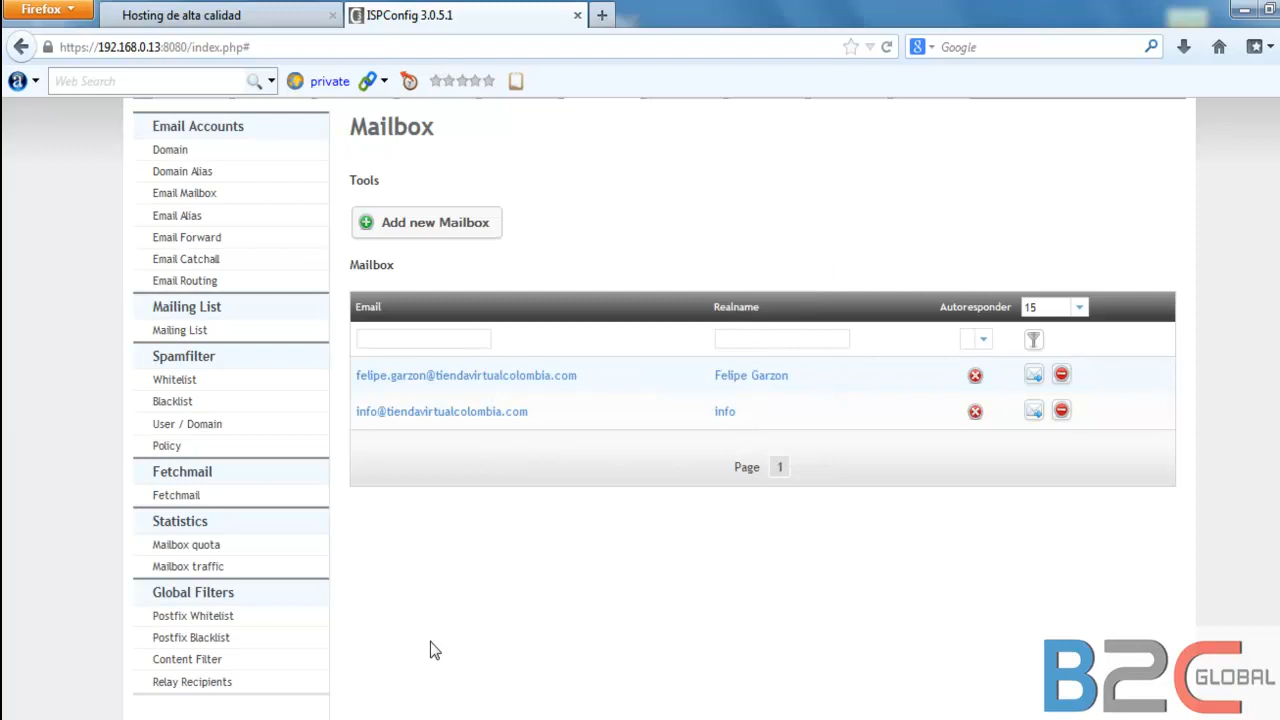 Firefox
Hosting de alta calidad
ISPConfig 3.0.5.1
https://192.168.0.13:8080/index.php#
Google
Web Search
private
Email Accounts
Domain
Domain Alias
Email Mailbox
Email Alias
Email Forward
Email Catchall
Email Routing
Mailing List
Mailing List
Spamfilter
Whitelist
Blacklist
User / Domain
Policy
Fetchmail
Fetchmail
Statistics
Mailbox quota
Mailbox traffic
Global Filters
Postfix Whitelist
Postfix Blacklist
Content Filter
Relay Recipients
Mailbox
Tools
Add new Mailbox
Mailbox
Email Realname Autoresponder 15
felipe.garzon@tiendavirtualcolombia.com Felipe Garzon
info@tiendavirtualcolombia.com info
Page 1
B2C GLOBAL